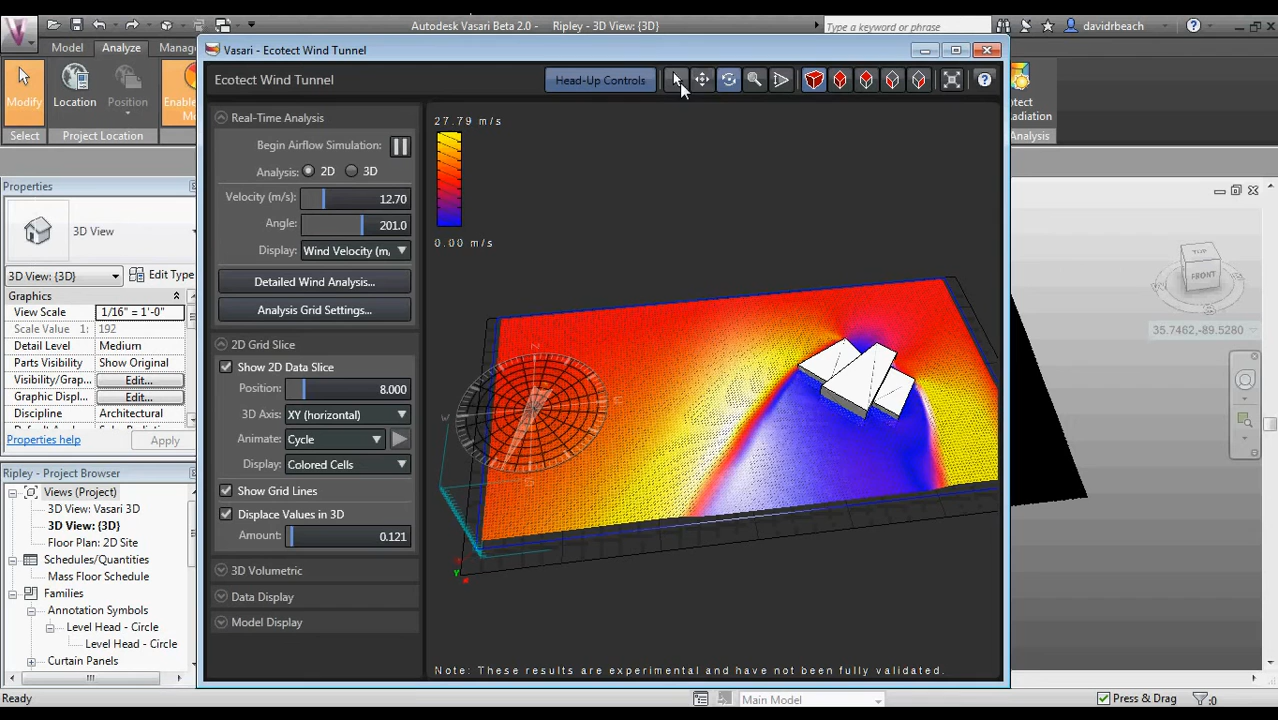 Autodesk Vasari Beta 2.0 - Ripley - 3D View: {3D}
Type a keyword or phrase
davidrbeach
Model Analyze Manag
Modify
Location
Position
Enable
Select
Project Location
Analysis
Vasari - Ecotect Wind Tunnel
Ecotect Wind Tunnel
Head-Up Controls
Real-Time Analysis
Begin Airflow Simulation:
Analysis: 2D 3D
Velocity (m/s): 12.70
Angle: 201.0
Display: Wind Velocity (m,
Detailed Wind Analysis...
Analysis Grid Settings...
2D Grid Slice
Show 2D Data Slice
Position: 8.000
3D Axis: XY (horizontal)
Animate: Cycle
Display: Colored Cells
Show Grid Lines
Displace Values in 3D
Amount: 0.121
3D Volumetric
Data Display
Model Display
27.79 m/s
0.00 m/s
N
E
S
W
Y
Note: These results are experimental and have not been fully validated.
Properties
3D View
3D View: {3D}
Edit Type
Graphics
View Scale 1/16" = 1'-0"
Scale Value 1: 192
Detail Level Medium
Parts Visibility Show Original
Visibility/Grap... Edit...
Graphic Displ... Edit...
Discipline Architectural
Properties help
Apply
Ripley - Project Browser
Views (Project)
3D View: Vasari 3D
3D View: {3D}
Floor Plan: 2D Site
Schedules/Quantities
Mass Floor Schedule
Families
Annotation Symbols
Level Head - Circle
Level Head - Circle
Curtain Panels
TOP
FRONT
35.7462,-89.5280
Ready
Main Model
Press & Drag
:0